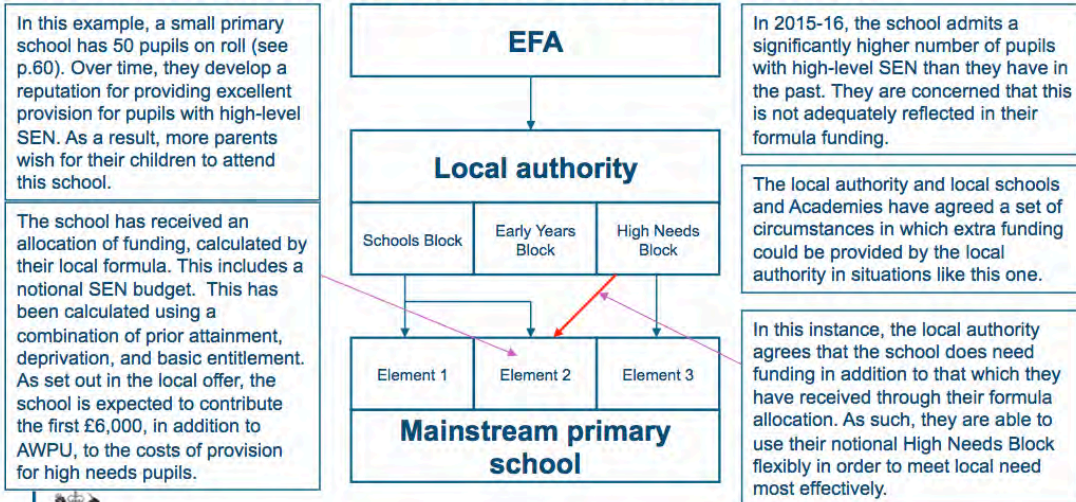 In this example, a small primary
school has 50 pupils on roll (see
p.60). Over time, they develop a
reputation for providing excellent
provision for pupils with high-level
SEN. As a result, more parents
wish for their children to attend
this school.
The school has received an
allocation of funding, calculated by
their local formula. This includes a
notional SEN budget.  This has
been calculated using a
combination of prior attainment,
deprivation, and basic entitlement.
As set out in the local offer, the
school is expected to contribute
the first £6,000, in addition to
AWPU, to the costs of provision
for high needs pupils.
EFA
Local authority
Schools Block
Early Years
Block
High Needs
Block
Element 1
Element 2
Element 3
Mainstream primary
school
In 2015-16, the school admits a
significantly higher number of pupils
with high-level SEN than they have in
the past. They are concerned that this
is not adequately reflected in their
formula funding.
The local authority and local schools
and Academies have agreed a set of
circumstances in which extra funding
could be provided by the local
authority in situations like this one.
In this instance, the local authority
agrees that the school does need
funding in addition to that which they
have received through their formula
allocation. As such, they are able to
use their notional High Needs Block
flexibly in order to meet local need
most effectively.